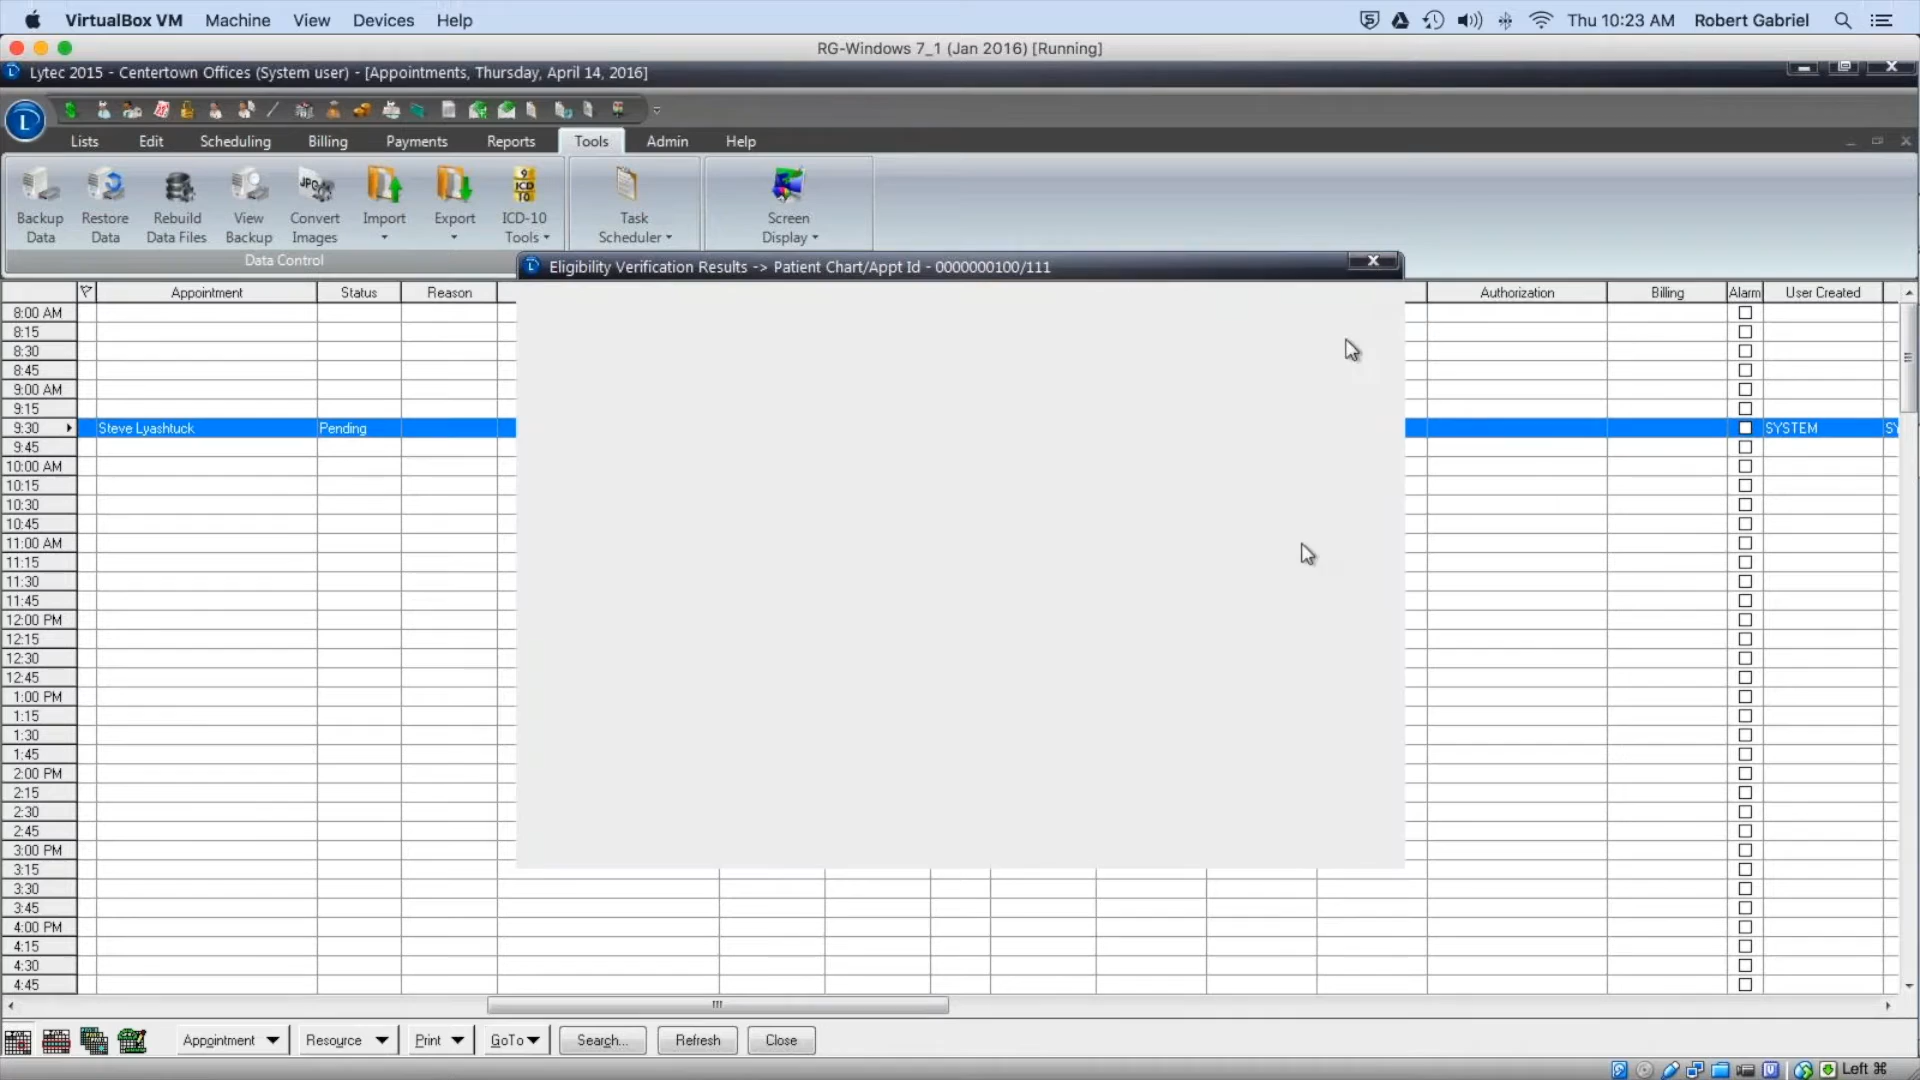 VirtualBox VM Machine View Devices Help Thu 10:23 AM Robert Gabriel
RG-Windows 7_1 (Jan 2016) [Running]
Lytec 2015 - Centertown Offices (System user) - [Appointments, Thursday, April 14, 2016]
Lists Edit Scheduling Billing Payments Reports Tools Admin Help
Backup Data Restore Data Rebuild Data Files View Backup Convert Images Import Export ICD-10 Tools Task Scheduler Screen Display
Data Control
Eligibility Verification Results -> Patient Chart/Appt Id - 0000000100/111
Appointment Status Reason Authorization Billing Alarm User Created
8:00 AM
8:15
8:30
8:45
9:00 AM
9:15
9:30 Steve Lyashtuck Pending SYSTEM SY
9:45
10:00 AM
10:15
10:30
10:45
11:00 AM
11:15
11:30
11:45
12:00 PM
12:15
12:30
12:45
1:00 PM
1:15
1:30
1:45
2:00 PM
2:15
2:30
2:45
3:00 PM
3:15
3:30
3:45
4:00 PM
4:15
4:30
4:45
Appointment Resource Print GoTo Search... Refresh Close
Left ⌘